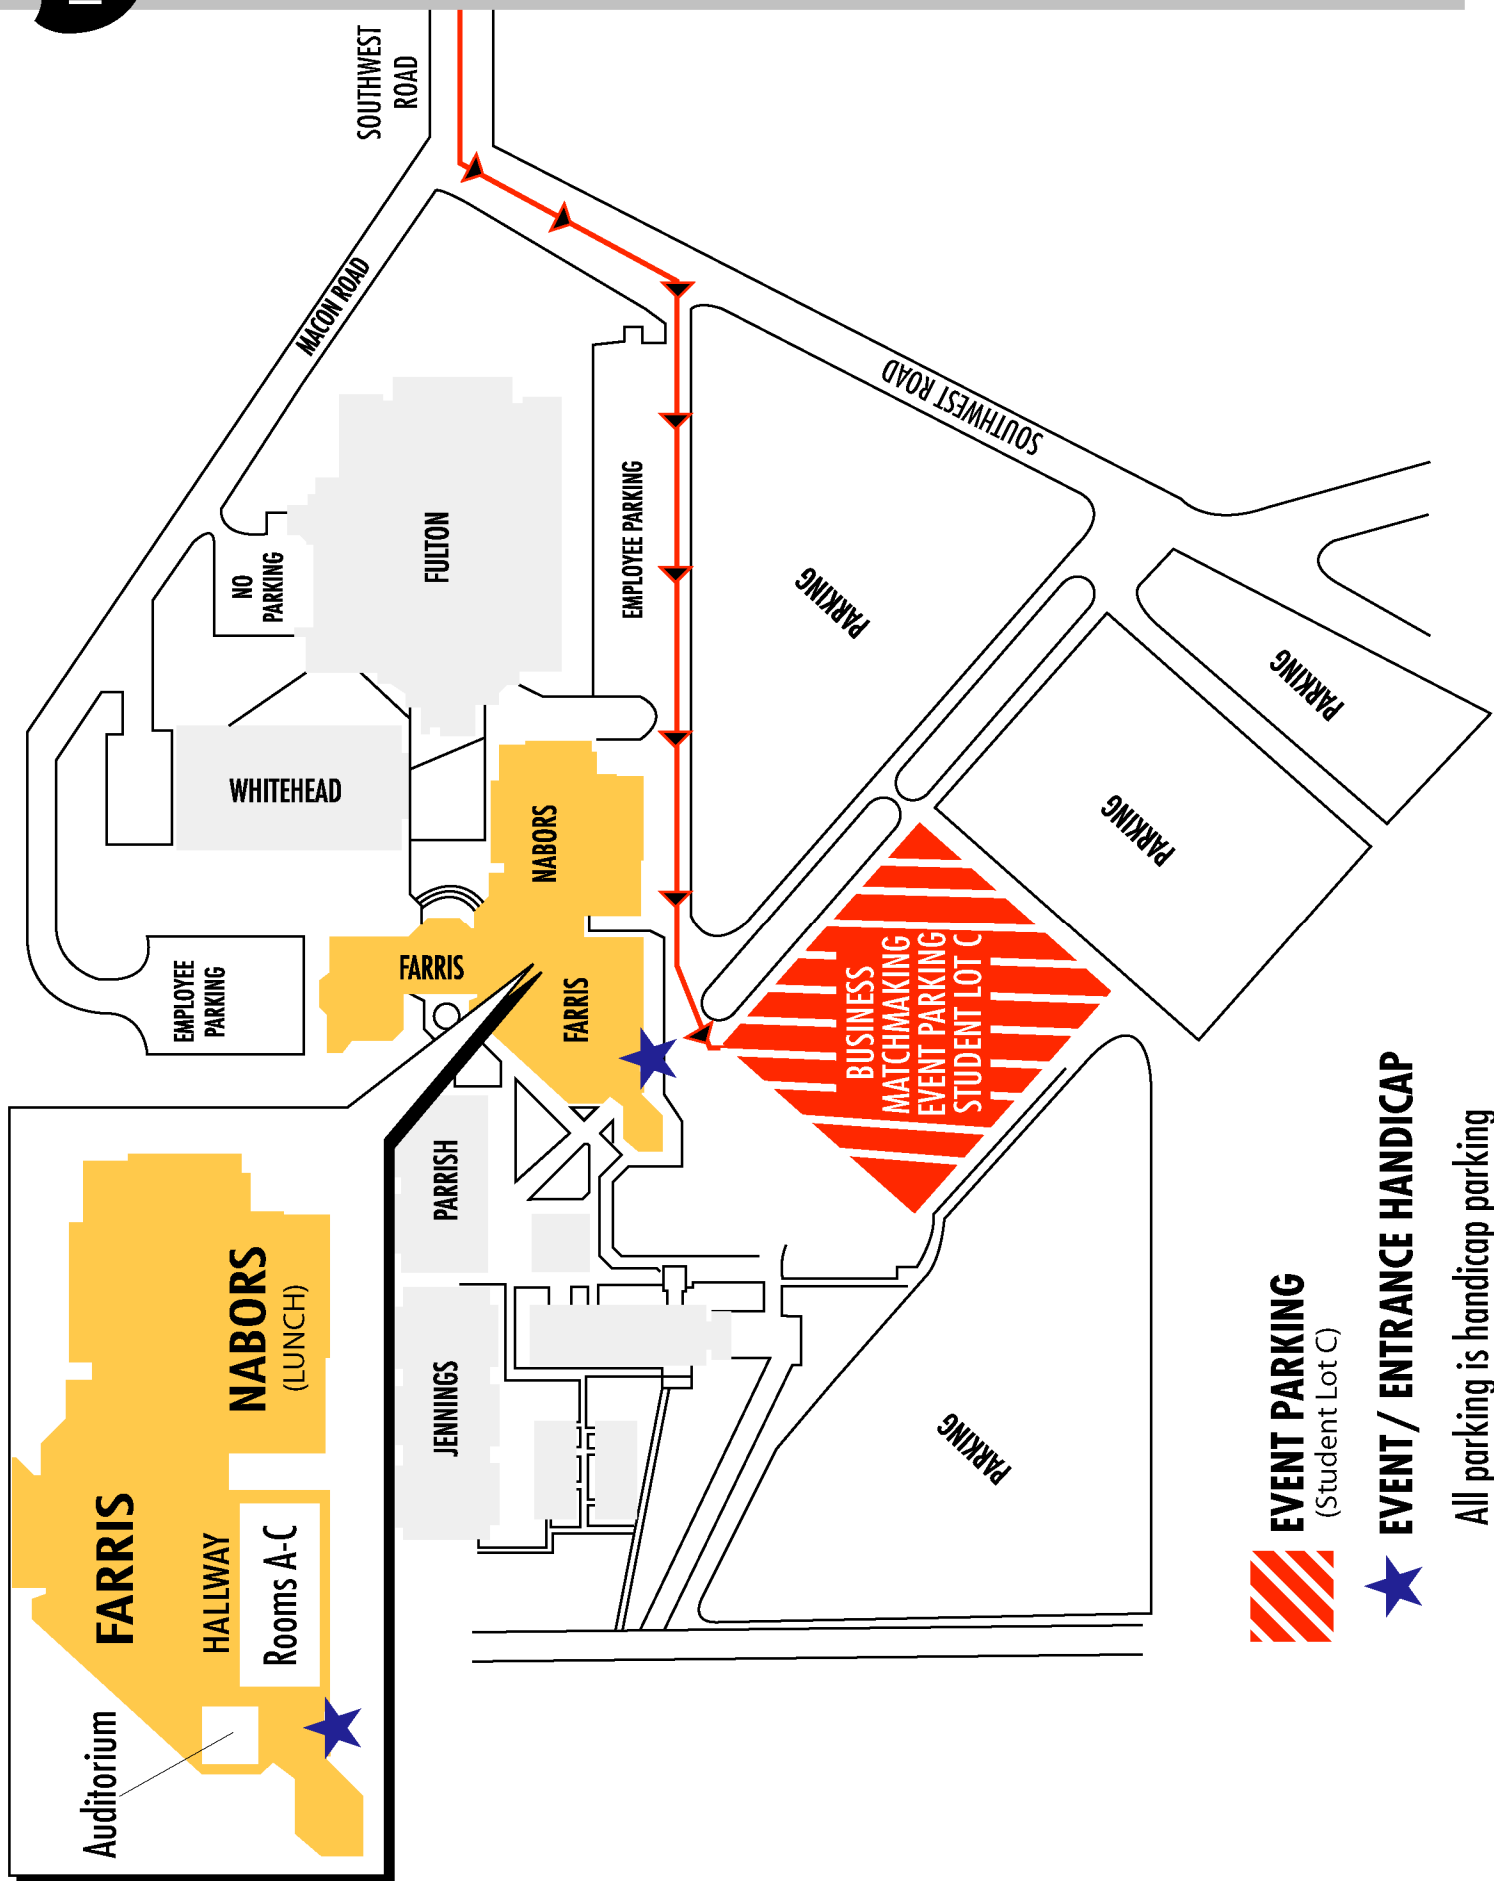 Auditorium
FARRIS
HALLWAY
Rooms A-C
NABORS
(LUNCH)
EMPLOYEE
PARKING
WHITEHEAD
NO
PARKING
MACON ROAD
SOUTHWEST
ROAD
FULTON
FARRIS
NABORS
FARRIS
JENNINGS
PARRISH
EMPLOYEE PARKING
PARKING
SOUTHWEST ROAD
BUSINESS
MATCHMAKING
EVENT PARKING
STUDENT LOT C
PARKING
PARKING
PARKING
EVENT PARKING
(Student Lot C)
EVENT/ ENTRANCE HANDICAP
All parking is handicap parking